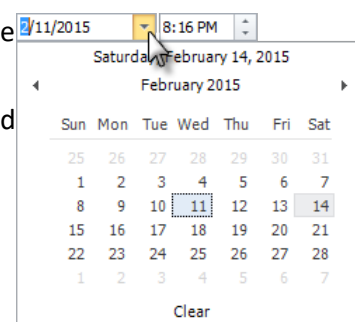 e 2/11/2015 8:16 PM
Saturday, February 14, 2015
February 2015
d
Sun Mon Tue Wed Thu Fri Sat
25 26 27 28 29 30 31
1 2 3 4 5 6 7
8 9 10 11 12 13 14
15 16 17 18 19 20 21
22 23 24 25 26 27 28
1 2 3 4 5 6 7
Clear